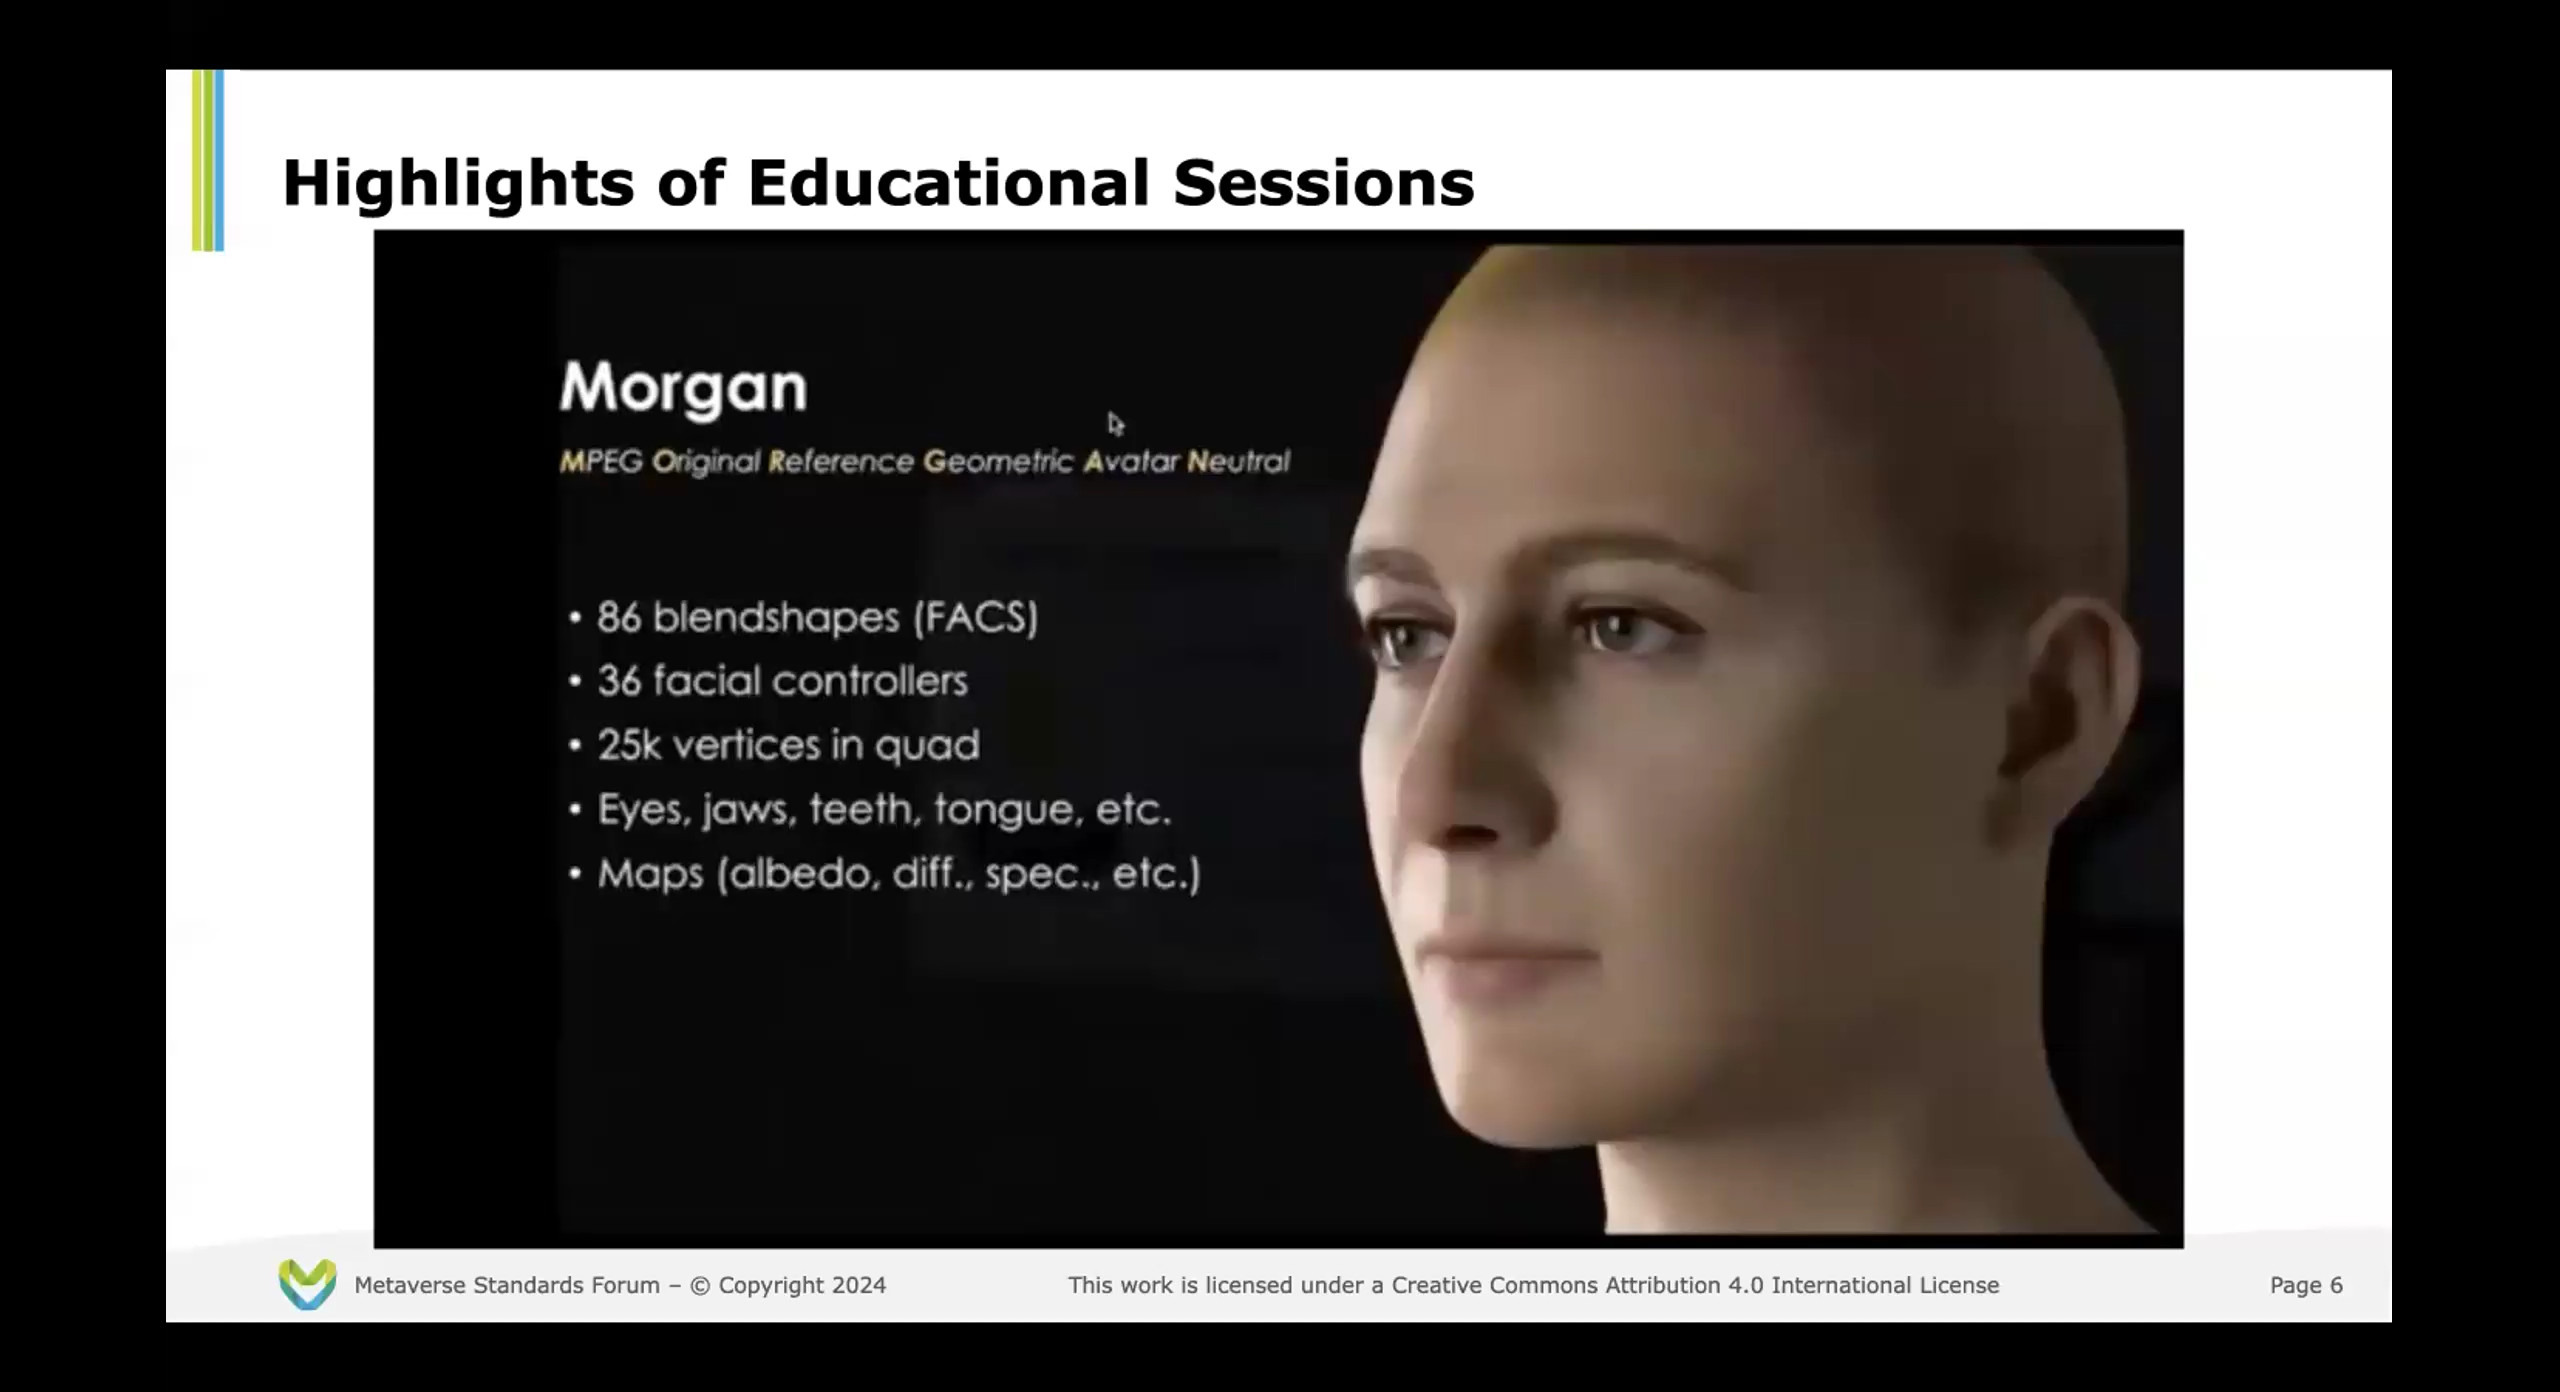 Highlights of Educational Sessions
Morgan
MPEG Original Reference Geometric Avatar Neutral
• 86 blendshapes (FACS)
• 36 facial controllers
• 25k vertices in quad
• Eyes, jaws, teeth, tongue, etc.
• Maps (albedo, diff., spec., etc.)
Metaverse Standards Forum – © Copyright 2024
This work is licensed under a Creative Commons Attribution 4.0 International License
Page 6